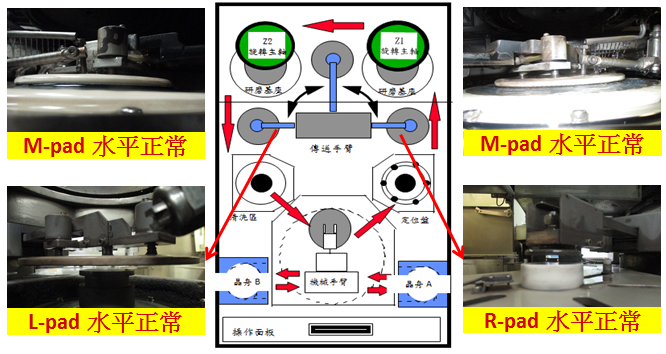 M-pad 水平正常
L-pad 水平正常
Z2
旋轉主軸
Z1
旋轉主軸
研磨基座
研磨基座
傳送手臂
清洗區
定位盤
晶舟 B
機械手臂
晶舟 A
操作面板
M-pad 水平正常
R-pad 水平正常